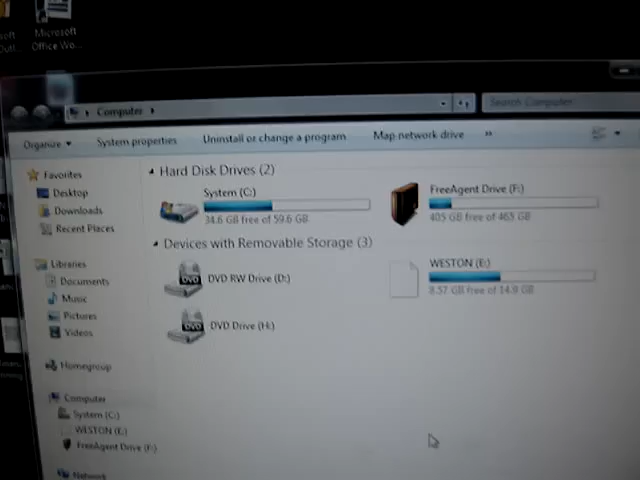 Microsoft
Office Wo...
Computer
Search Computer
Organize
System properties
Uninstall or change a program
Map network drive
»
Favorites
Desktop
Downloads
Recent Places
Libraries
Documents
Music
Pictures
Videos
Homegroup
Computer
System (C:)
WESTON (E:)
FreeAgent Drive (F:)
Network
Hard Disk Drives (2)
System (C:)
34.6 GB free of 59.6 GB
FreeAgent Drive (F:)
405 GB free of 465 GB
Devices with Removable Storage (3)
DVD RW Drive (D:)
WESTON (E:)
8.57 GB free of 14.9 GB
DVD Drive (H:)